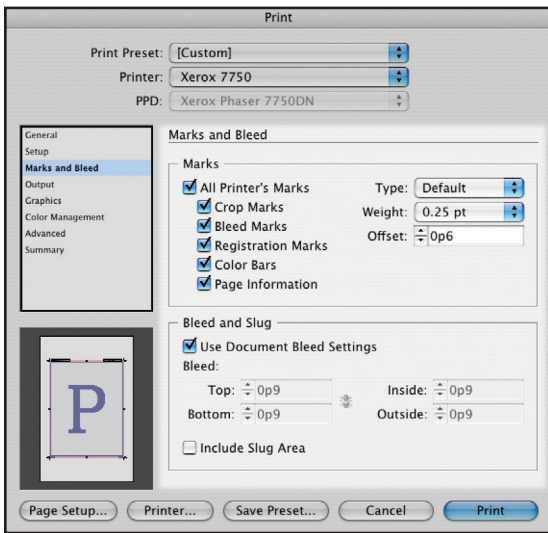 Print
Print Preset: [Custom]
Printer: Xerox 7750
PPD: Xerox Phaser 7750DN
General
Setup
Marks and Bleed
Output
Graphics
Color Management
Advanced
Summary
Marks and Bleed
Marks
All Printer's Marks
Crop Marks
Bleed Marks
Registration Marks
Color Bars
Page Information
Type: Default
Weight: 0.25 pt
Offset: 0p6
Bleed and Slug
Use Document Bleed Settings
Bleed:
Top: 0p9 Inside: 0p9
Bottom: 0p9 Outside: 0p9
Include Slug Area
P
Page Setup... Printer... Save Preset... Cancel Print